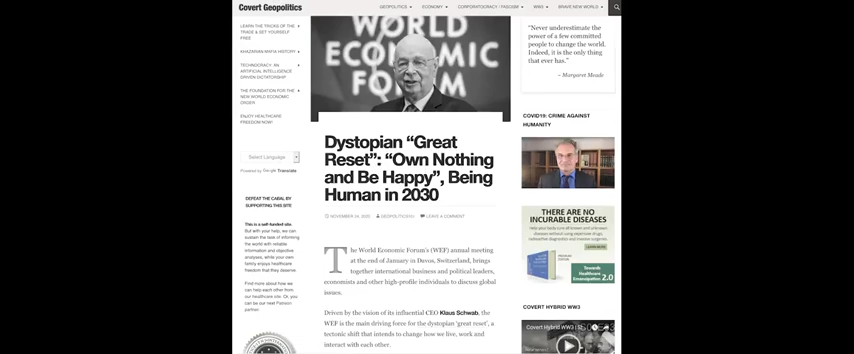 Covert Geopolitics
GEOPOLITICS
ECONOMY
CORPORATOCRACY / FASCISM
WW3
BRAVE NEW WORLD
LEARN THE TRICKS OF THE
TRADE & SET YOURSELF
FREE
KHAZARIAN MAFIA HISTORY
TECHNOCRACY: AN
ARTIFICIAL INTELLIGENCE
DRIVEN DICTATORSHIP
THE FOUNDATION FOR THE
NEW WORLD ECONOMIC
ORDER
ENJOY HEALTHCARE
FREEDOM NOW!
Select Language
Powered by Google Translate
DEFEAT THE CABAL BY
SUPPORTING THIS SITE
This is a self-funded site.
But with your help, we can
sustain the task of informing
the world with reliable
information and objective
analyses, while your own
family enjoys healthcare
freedom that they deserve.
Find more about how we
can help each other from
our healthcare site. Or, you
can be our next Patreon
partner.
WORLD
ECONOMIC
FORUM
Dystopian “Great
Reset”: “Own Nothing
and Be Happy”, Being
Human in 2030
NOVEMBER 24, 2020
LEAVE A COMMENT
The World Economic Forum’s (WEF) annual meeting
at the end of January in Davos, Switzerland, brings
together international business and political leaders,
economists and other high-profile individuals to discuss global
issues.
Driven by the vision of its influential CEO Klaus Schwab, the
WEF is the main driving force for the dystopian ‘great reset’, a
tectonic shift that intends to change how we live, work and
interact with each other.
“Never underestimate the
power of a few committed
people to change the world.
Indeed, it is the only thing
that ever has.”
– Margaret Meade
COVID19: CRIME AGAINST
HUMANITY
THERE ARE NO
INCURABLE DISEASES
LEARN MORE
Towards
Healthcare
Emancipation 2.0
COVERT HYBRID WW3
Covert Hybrid WW3